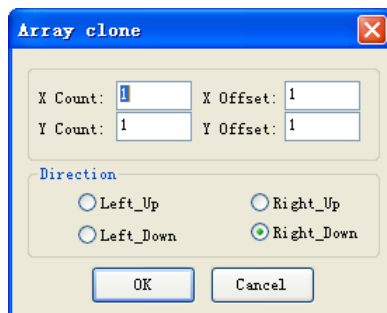 Array clone
X Count: 1 X Offset: 1
Y Count: 1 Y Offset: 1
Direction
Left_Up Right_Up
Left_Down Right_Down
OK Cancel